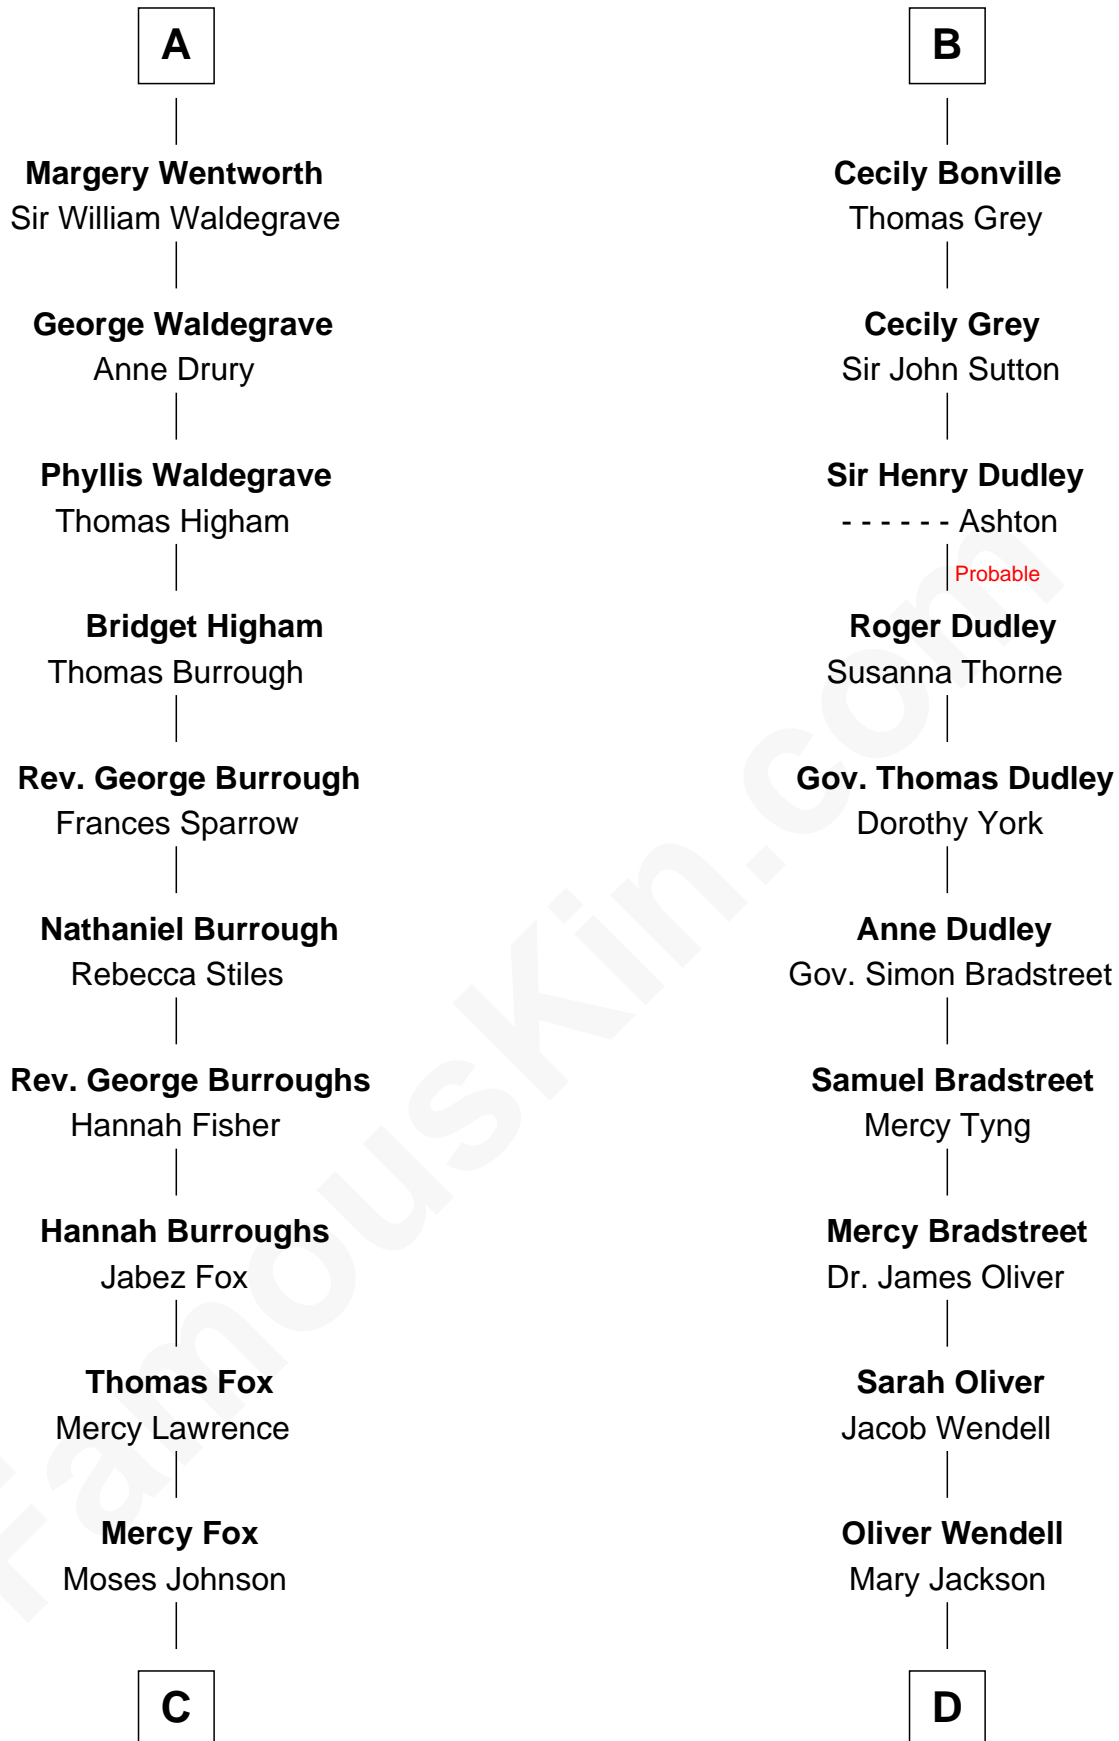 A
Margery Wentworth
Sir William Waldegrave
George Waldegrave
Anne Drury
Phyllis Waldegrave
Thomas Higham
Bridget Higham
Thomas Burrough
Rev. George Burrough
Frances Sparrow
Nathaniel Burrough
Rebecca Stiles
Rev. George Burroughs
Hannah Fisher
Hannah Burroughs
Jabez Fox
Thomas Fox
Mercy Lawrence
Mercy Fox
Moses Johnson
C
B
Cecily Bonville
Thomas Grey
Cecily Grey
Sir John Sutton
Sir Henry Dudley
- - - - - - Ashton
Probable
Roger Dudley
Susanna Thorne
Gov. Thomas Dudley
Dorothy York
Anne Dudley
Gov. Simon Bradstreet
Samuel Bradstreet
Mercy Tyng
Mercy Bradstreet
Dr. James Oliver
Sarah Oliver
Jacob Wendell
Oliver Wendell
Mary Jackson
D
FamousKin.com